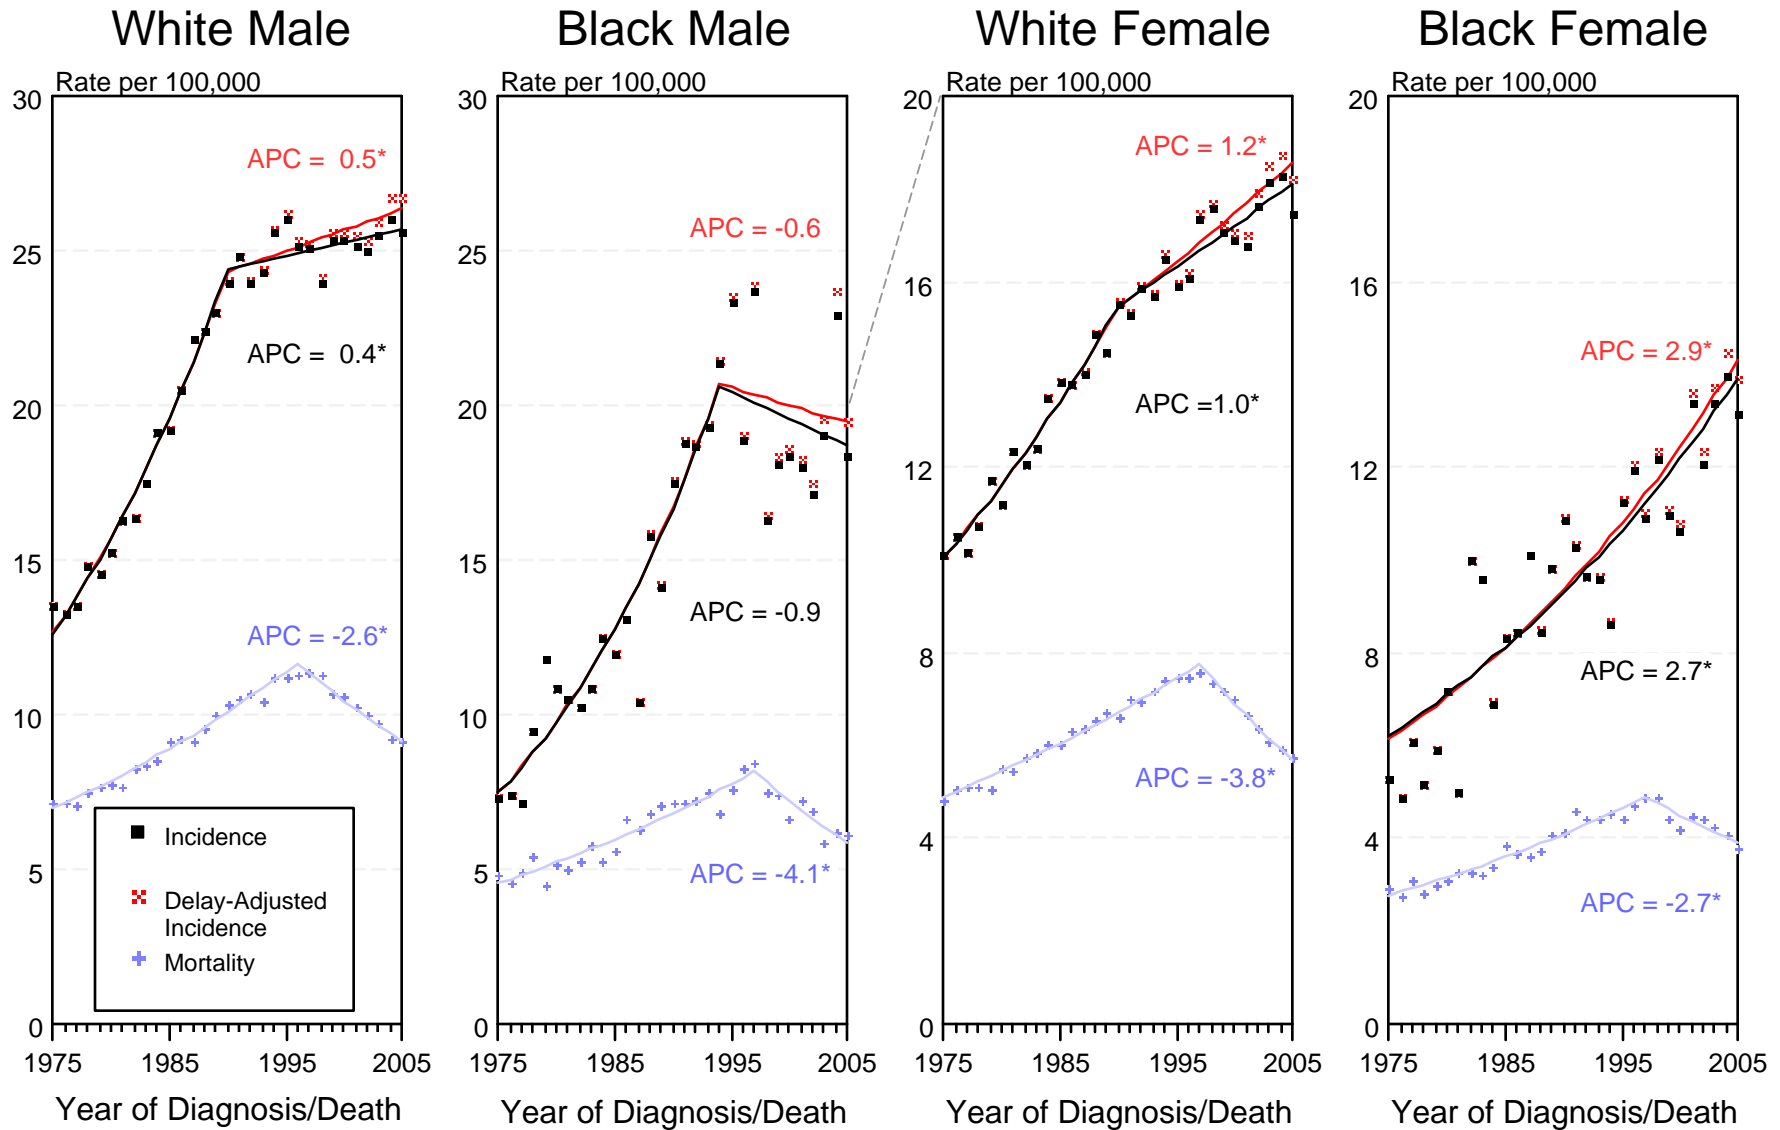 White Male
Black Male
White Female
Black Female
Rate per 100,000
Rate per 100,000
Rate per 100,000
Rate per 100,000
30
25
20
15
10
5
0
APC = 0.5*
APC = 0.4*
APC = -2.6*
Incidence
Delay-Adjusted
Incidence
Mortality
1975
1985
1995
2005
Year of Diagnosis/Death
30
25
20
15
10
5
0
APC = -0.6
APC = -0.9
APC = -4.1*
1975
1985
1995
2005
Year of Diagnosis/Death
20
16
12
8
4
0
APC = 1.2*
APC =1.0*
APC = -3.8*
1975
1985
1995
2005
Year of Diagnosis/Death
20
16
12
8
4
0
APC = 2.9*
APC = 2.7*
APC = -2.7*
1975
1985
1995
2005
Year of Diagnosis/Death